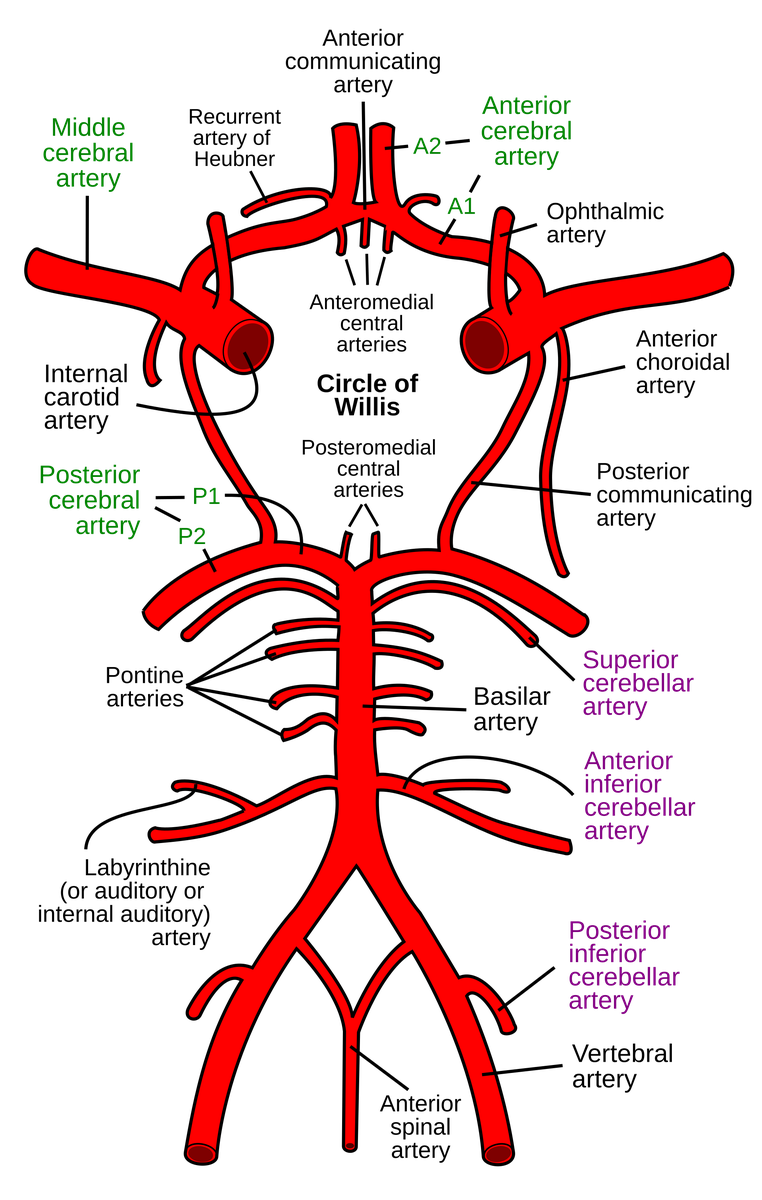 Anterior
communicating
artery
Middle
cerebral
artery
Recurrent
artery of
Heubner
A2
Anterior
cerebral
artery
A1
Ophthalmic
artery
Anteromedial
central
arteries
Anterior
choroidal
artery
Internal
carotid
artery
Circle of
Willis
Posteromedial
central
arteries
Posterior
cerebral
artery
P1
P2
Posterior
communicating
artery
Pontine
arteries
Basilar
artery
Superior
cerebellar
artery
Anterior
inferior
cerebellar
artery
Labyrinthine
(or auditory or
internal auditory)
artery
Posterior
inferior
cerebellar
artery
Vertebral
artery
Anterior
spinal
artery